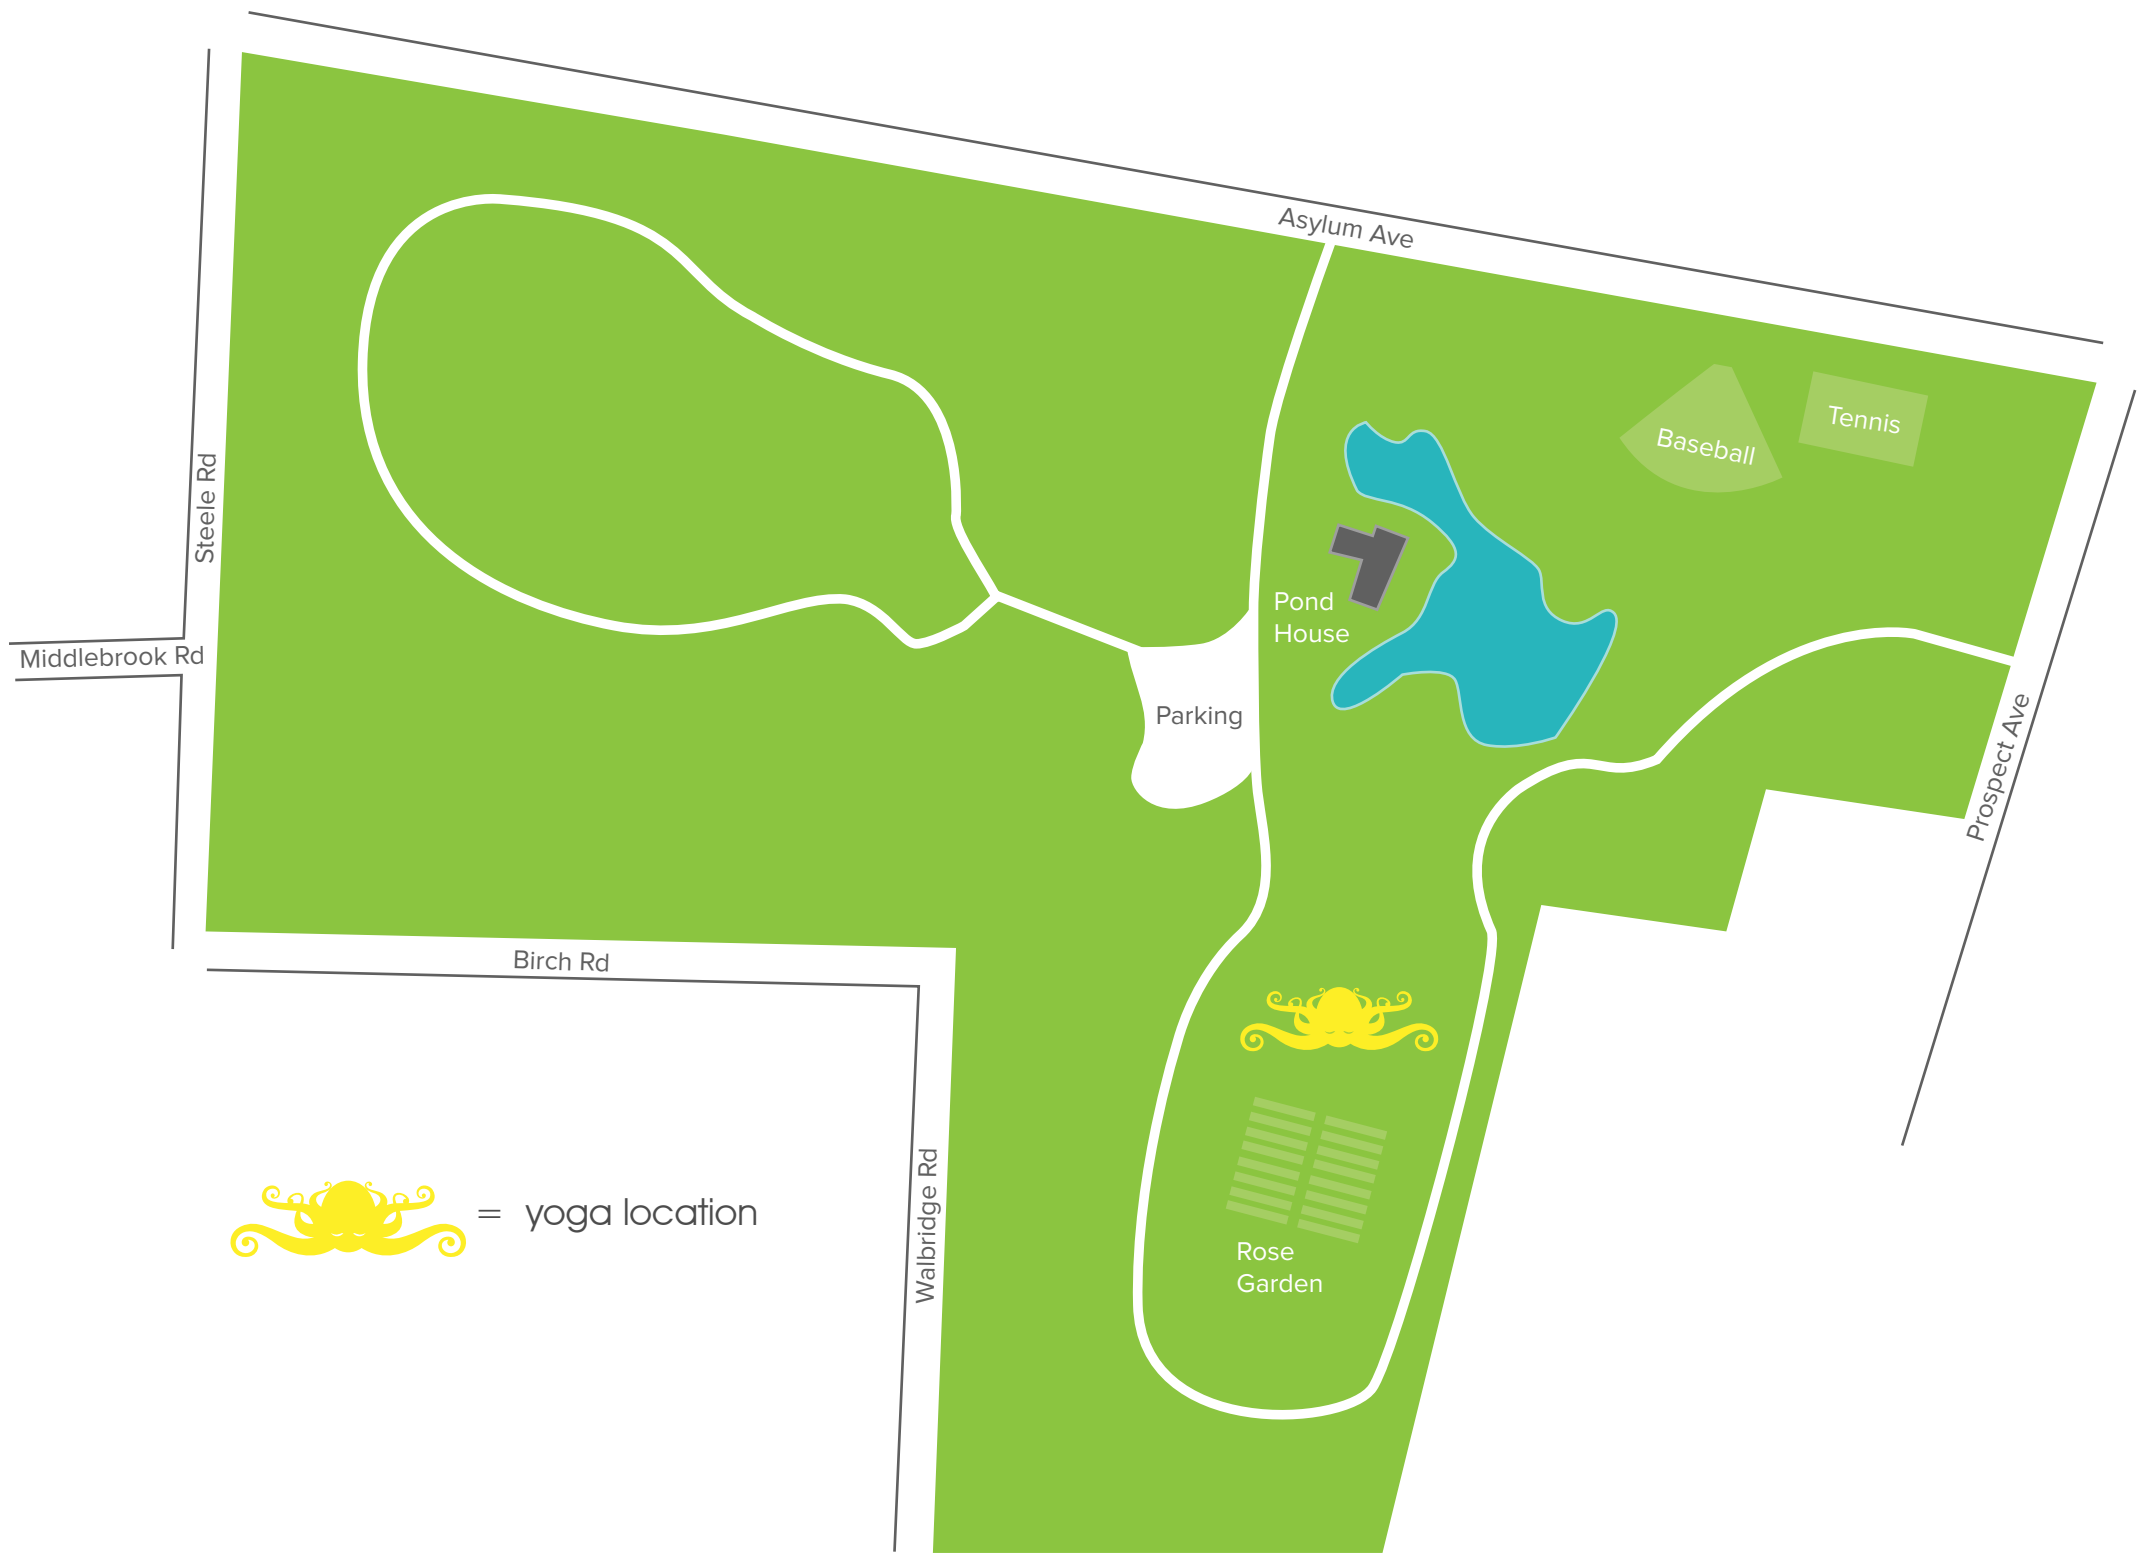 Asylum Ave
Tennis
Baseball
Steele Rd
Pond
House
Middlebrook Rd
Parking
Prospect Ave
Birch Rd
Walbridge Rd
= yoga location
Rose
Garden